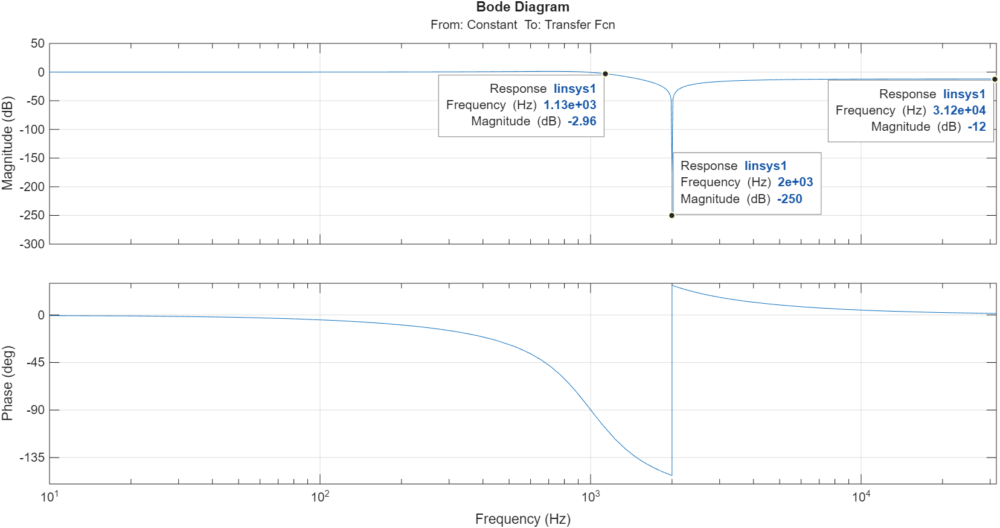 Bode Diagram
From: Constant  To: Transfer Fcn
Magnitude (dB)
50
0
-50
-100
-150
-200
-250
-300
Response linsys1
Frequency (Hz) 1.13e+03
Magnitude (dB) -2.96
Response linsys1
Frequency (Hz) 3.12e+04
Magnitude (dB) -12
Response linsys1
Frequency (Hz) 2e+03
Magnitude (dB) -250
Phase (deg)
0
-45
-90
-135
10¹ 10² 10³ 10⁴
Frequency (Hz)